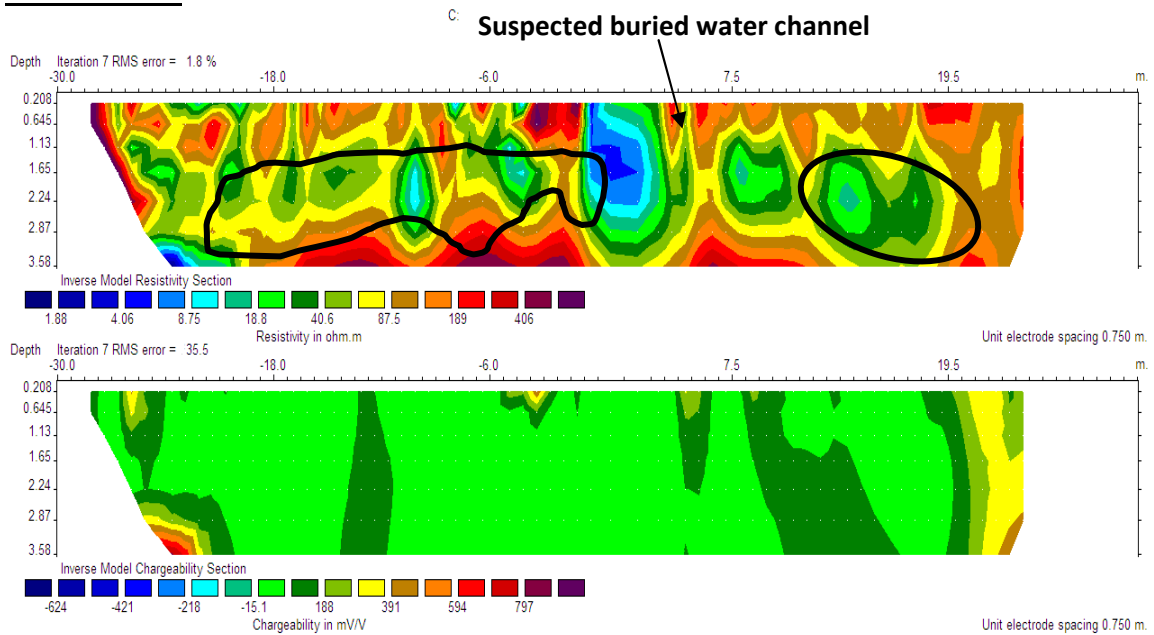 C:
Suspected buried water channel
Depth Iteration 7 RMS error = 1.8 %
-30.0 -18.0 -6.0 7.5 19.5 m.
0.208
0.645
1.13
1.65
2.24
2.87
3.58
Inverse Model Resistivity Section
1.88 4.06 8.75 18.8 40.6 87.5 189 406
Resistivity in ohm.m
Unit electrode spacing 0.750 m.
Depth Iteration 7 RMS error = 35.5
-30.0 -18.0 -6.0 7.5 19.5 m.
0.208
0.645
1.13
1.65
2.24
2.87
3.58
Inverse Model Chargeability Section
-624 -421 -218 -15.1 188 391 594 797
Chargeability in mV/V
Unit electrode spacing 0.750 m.